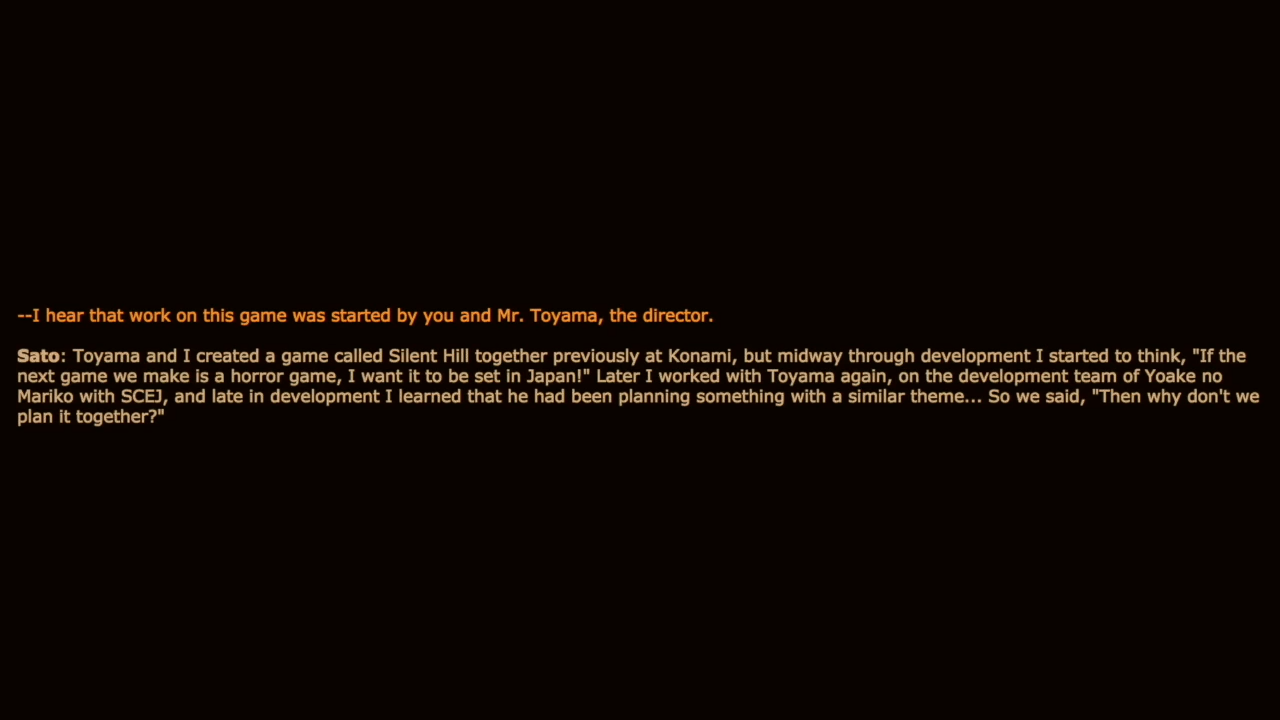 --I hear that work on this game was started by you and Mr. Toyama, the director.
Sato: Toyama and I created a game called Silent Hill together previously at Konami, but midway through development I started to think, "If the
next game we make is a horror game, I want it to be set in Japan!" Later I worked with Toyama again, on the development team of Yoake no
Mariko with SCEJ, and late in development I learned that he had been planning something with a similar theme... So we said, "Then why don't we
plan it together?"